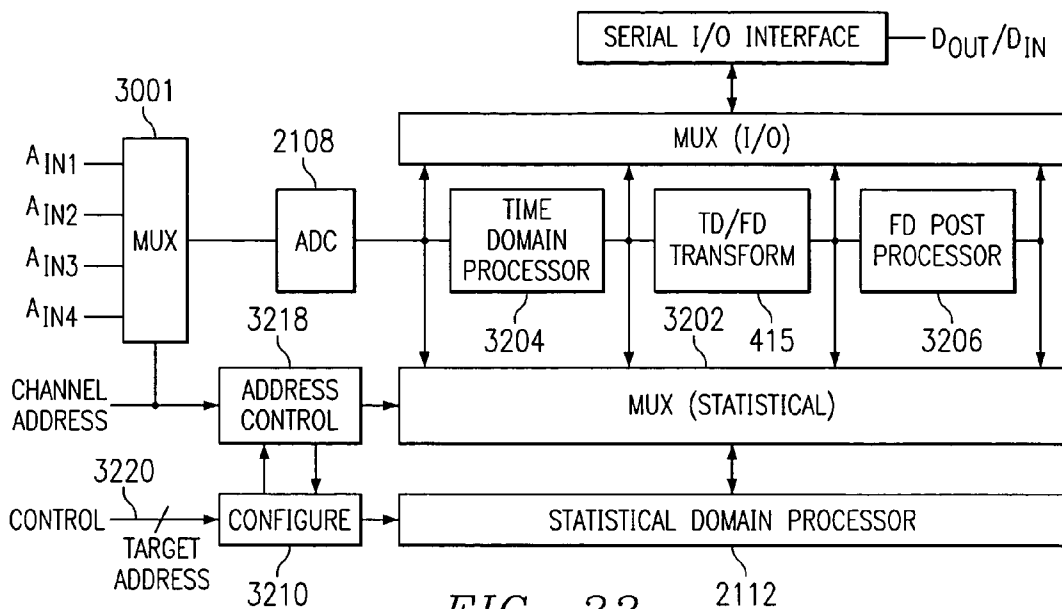 SERIAL I/O INTERFACE
DOUT/DIN
3001
2108
MUX (I/O)
AIN1
AIN2
AIN3
AIN4
MUX
ADC
TIME
DOMAIN
PROCESSOR
TD/FD
TRANSFORM
FD POST
PROCESSOR
3218
3204
3202
415
3206
CHANNEL
ADDRESS
ADDRESS
CONTROL
MUX (STATISTICAL)
3220
CONTROL
TARGET
ADDRESS
CONFIGURE
STATISTICAL DOMAIN PROCESSOR
3210
2112